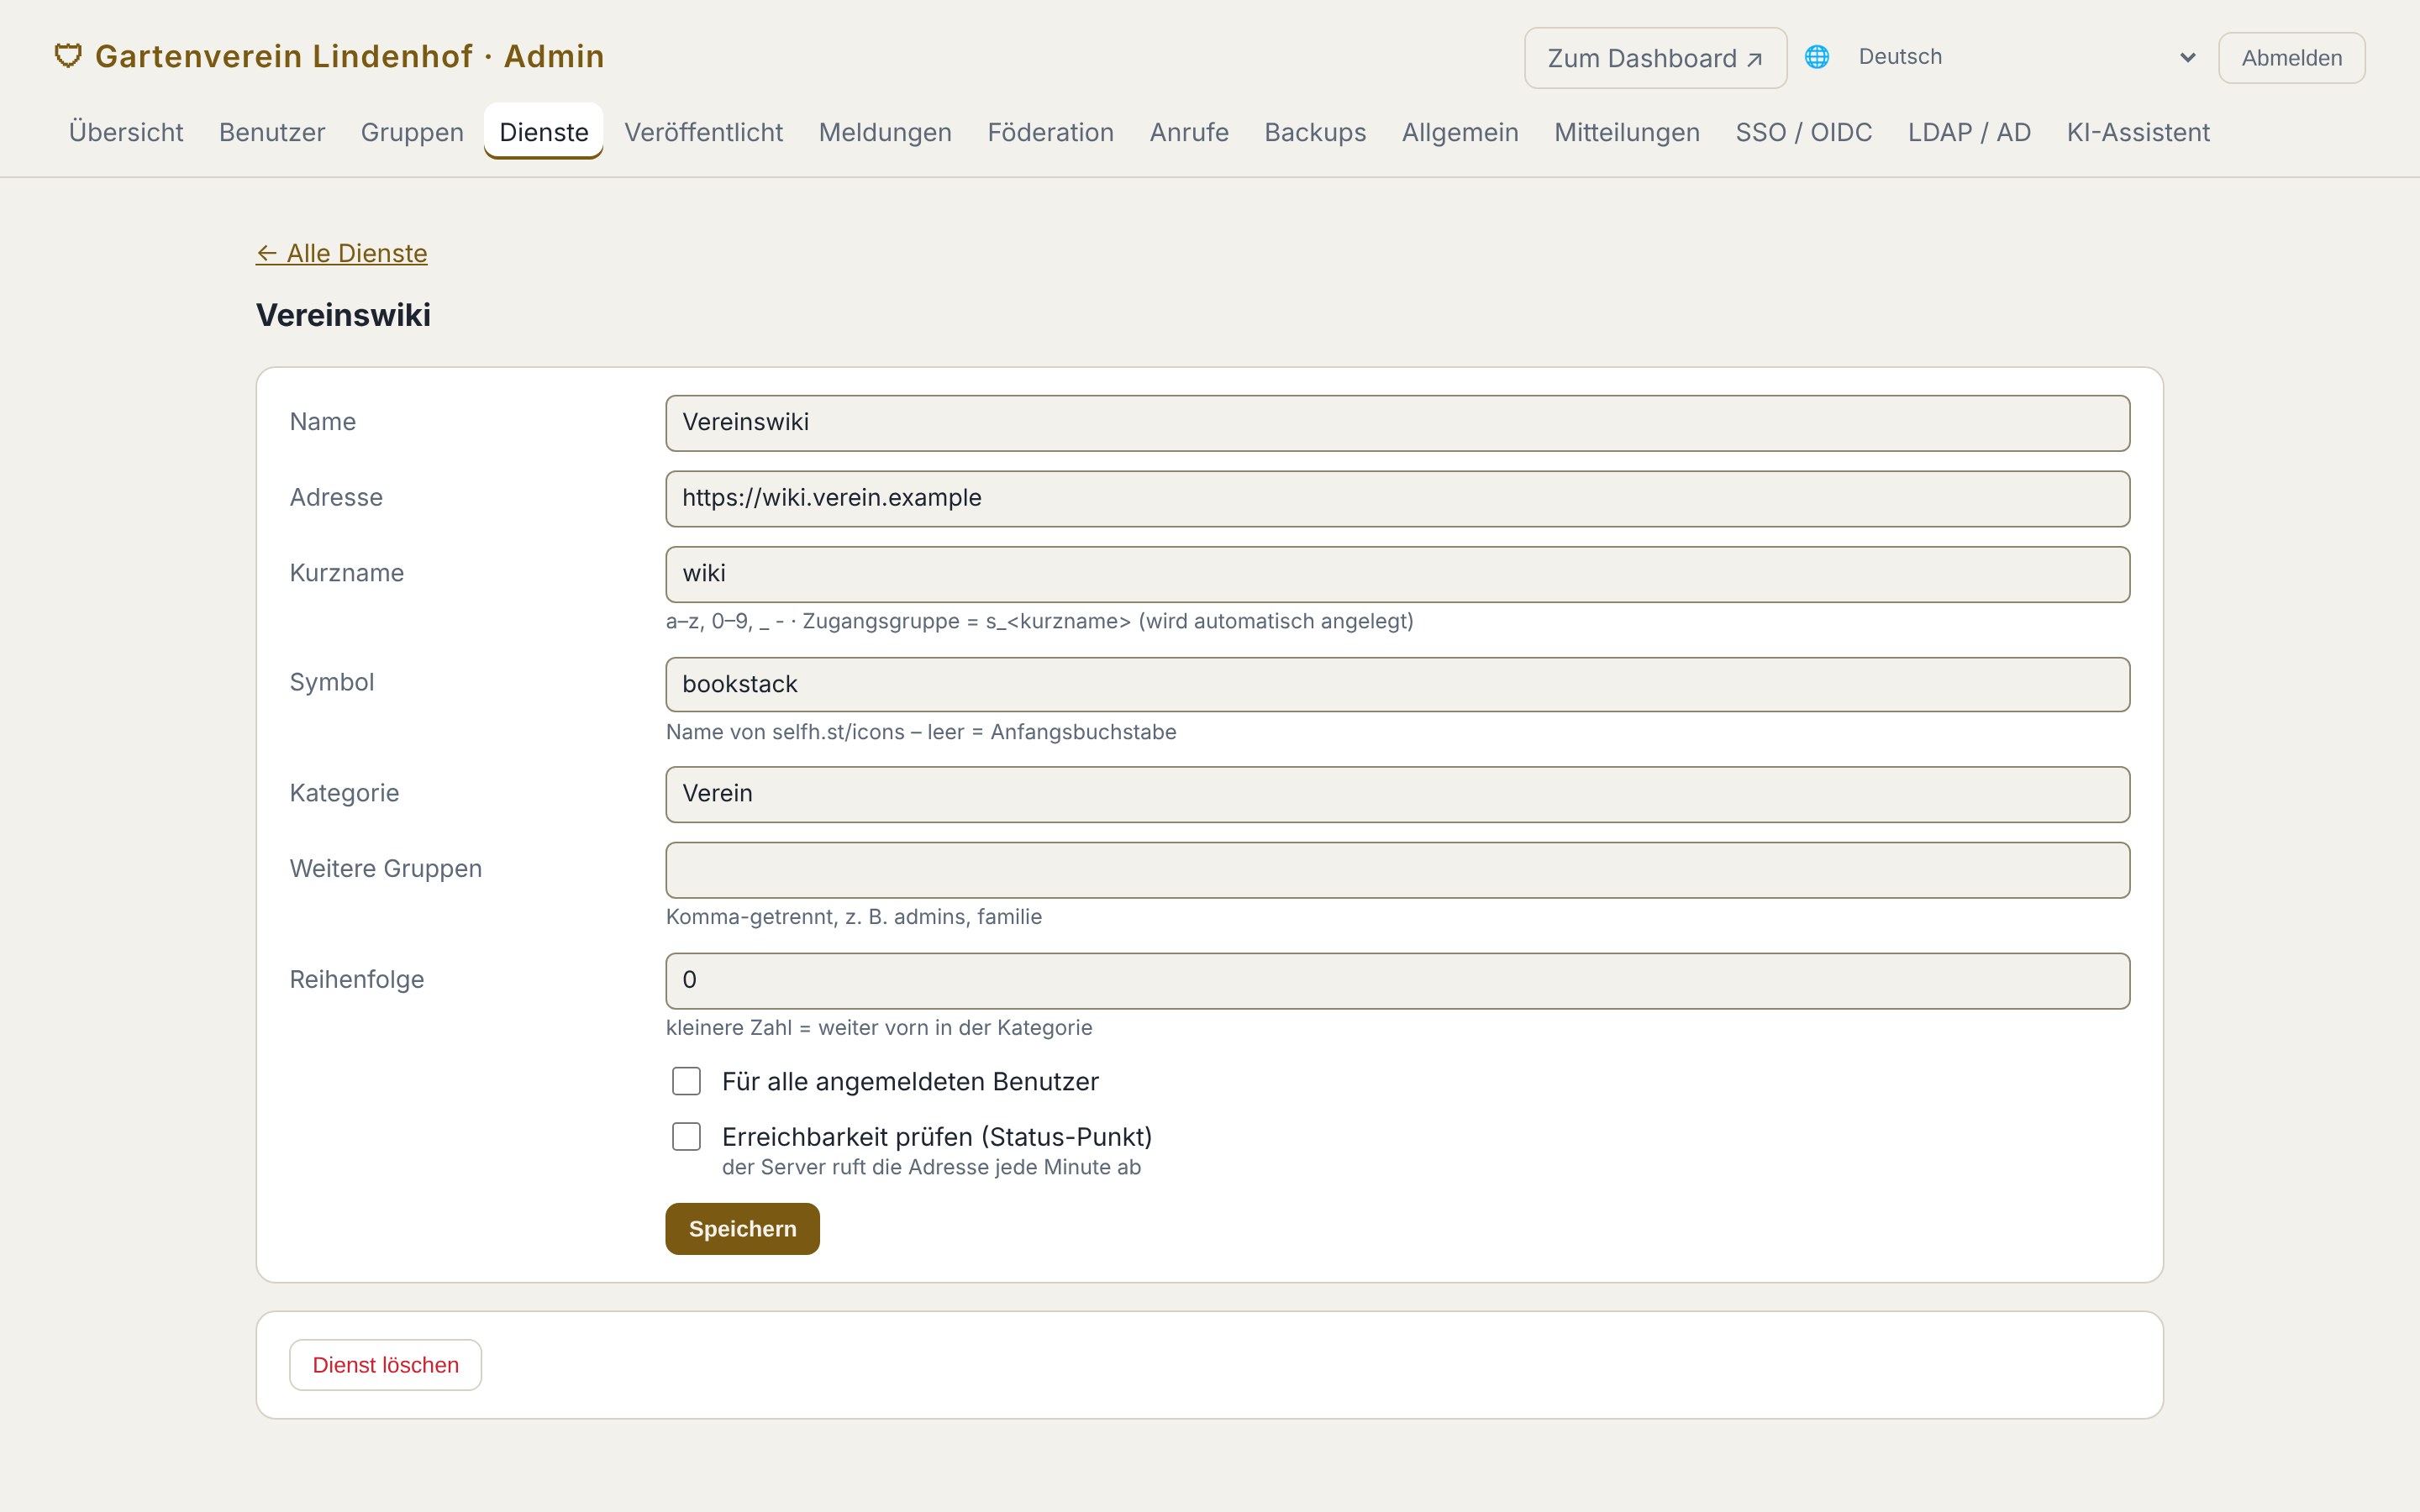 Gartenverein Lindenhof · Admin
Zum Dashboard ↗
Deutsch
Abmelden
Übersicht Benutzer Gruppen Dienste Veröffentlicht Meldungen Föderation Anrufe Backups Allgemein Mitteilungen SSO / OIDC LDAP / AD KI-Assistent
← Alle Dienste
Vereinswiki
Name Vereinswiki
Adresse https://wiki.verein.example
Kurzname wiki
a–z, 0–9, _ - · Zugangsgruppe = s_<kurzname> (wird automatisch angelegt)
Symbol bookstack
Name von selfh.st/icons – leer = Anfangsbuchstabe
Kategorie Verein
Weitere Gruppen
Komma-getrennt, z. B. admins, familie
Reihenfolge 0
kleinere Zahl = weiter vorn in der Kategorie
Für alle angemeldeten Benutzer
Erreichbarkeit prüfen (Status-Punkt)
der Server ruft die Adresse jede Minute ab
Speichern
Dienst löschen